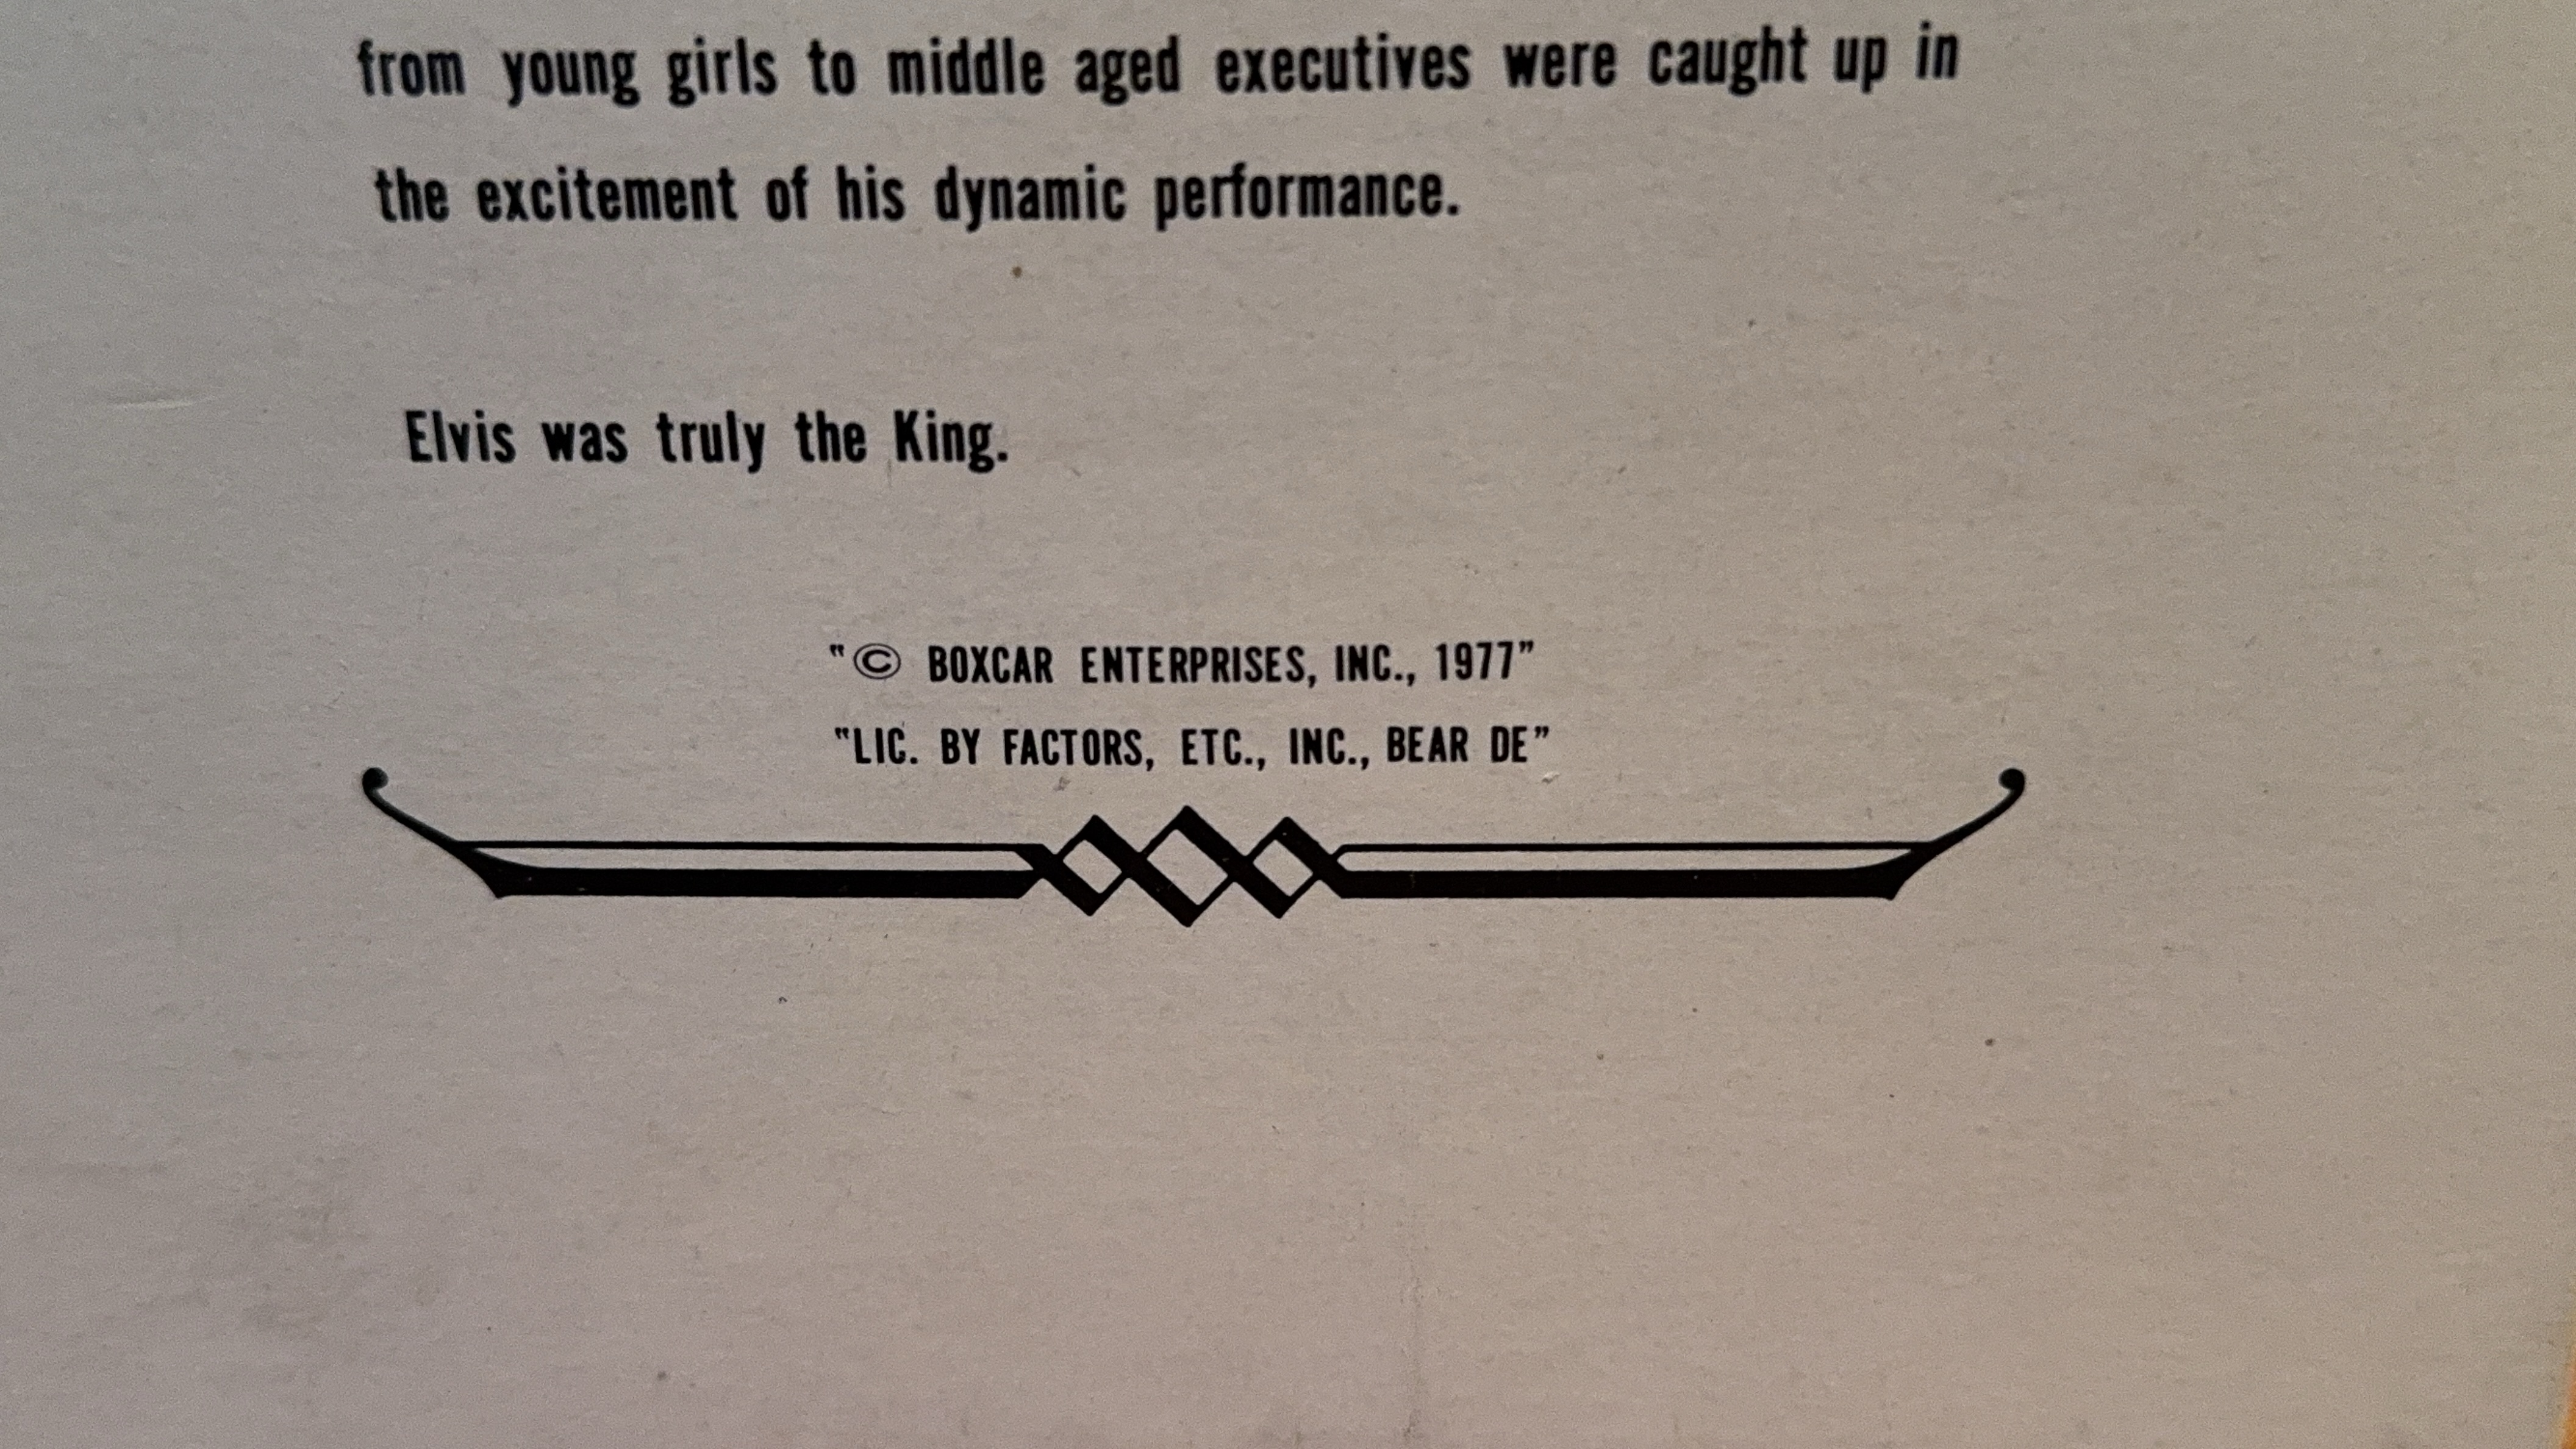 from young girls to middle aged executives were caught up in
the excitement of his dynamic performance.
Elvis was truly the King.
"© BOXCAR ENTERPRISES, INC., 1977"
"LIC. BY FACTORS, ETC., INC., BEAR DE"